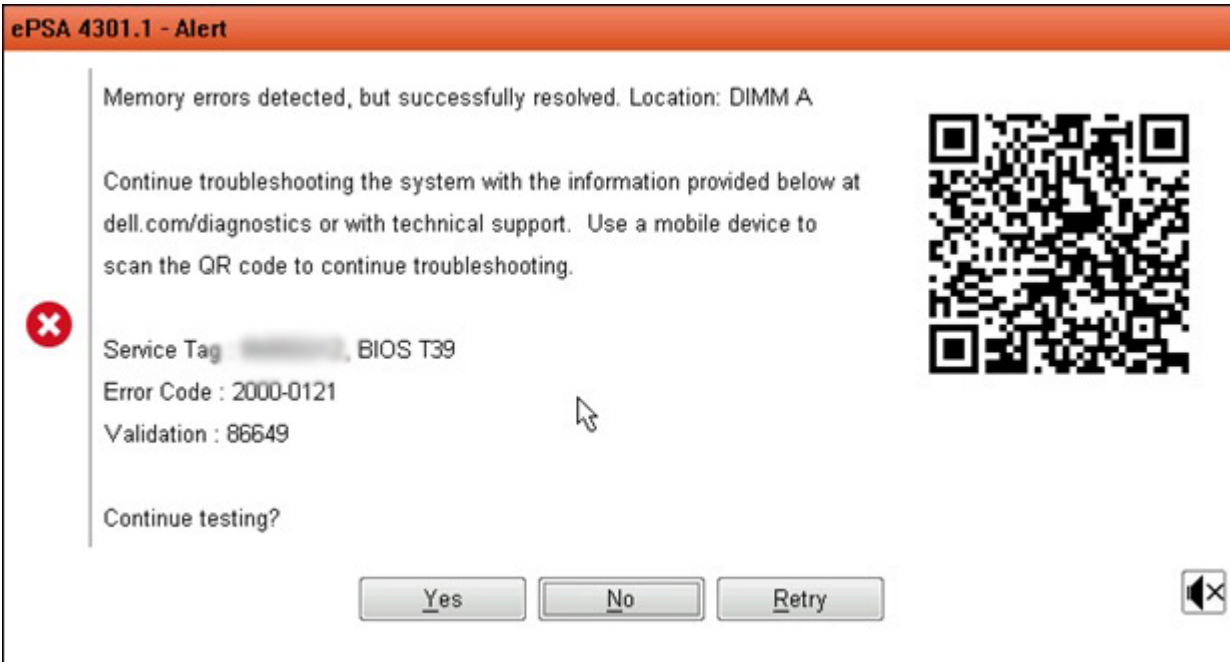 ePSA 4301.1 - Alert
Memory errors detected, but successfully resolved. Location: DIMM A
Continue troubleshooting the system with the information provided below at
dell.com/diagnostics or with technical support. Use a mobile device to
scan the QR code to continue troubleshooting.
Service Tag : , BIOS T39
Error Code : 2000-0121
Validation : 86649
Continue testing?
Yes
No
Retry